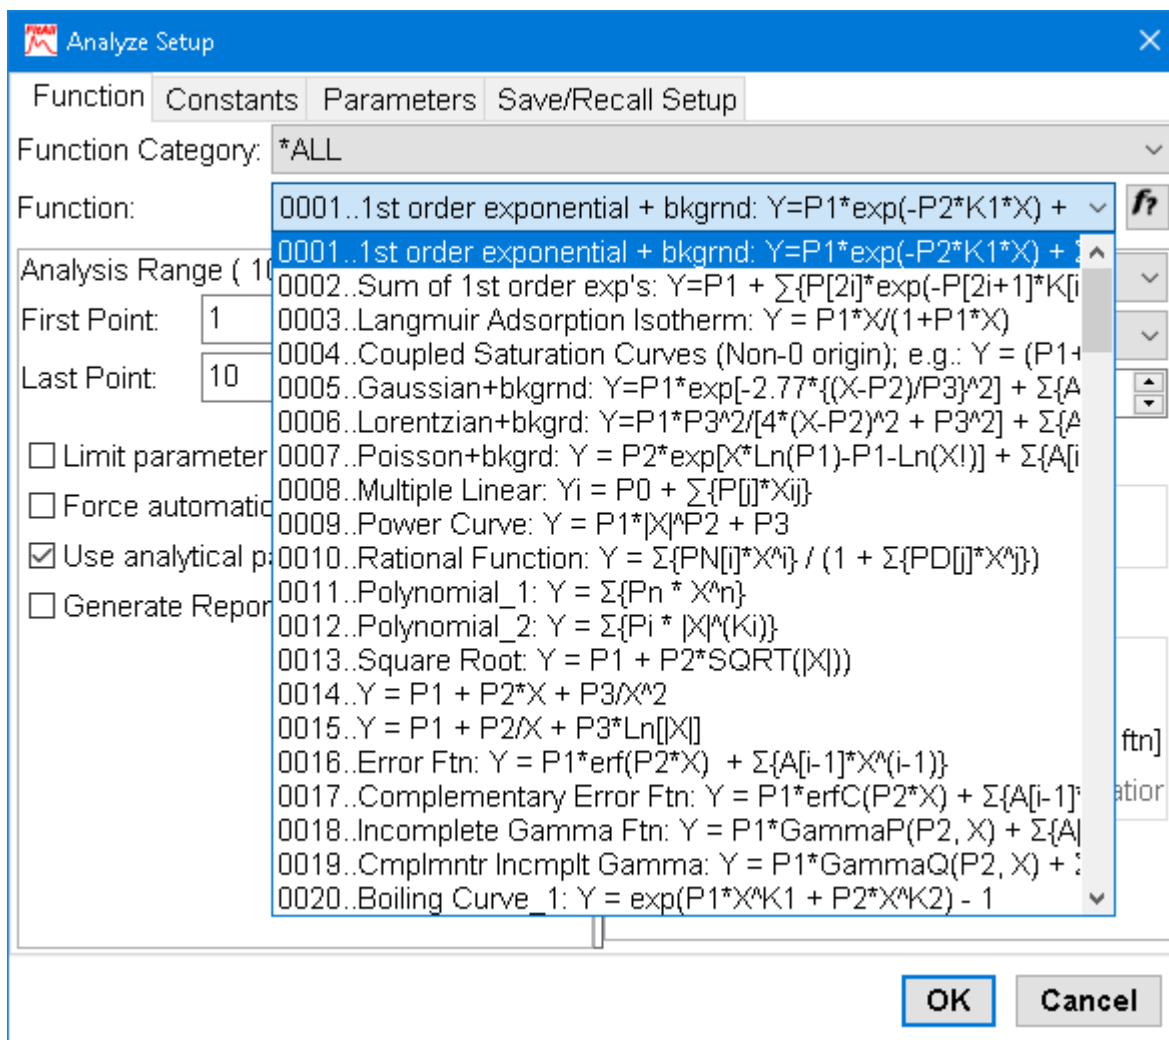 Analyze Setup
Function Constants Parameters Save/Recall Setup
Function Category: *ALL
Function: 0001..1st order exponential + bkgrnd: Y=P1*exp(-P2*K1*X) +
0001..1st order exponential + bkgrnd: Y=P1*exp(-P2*K1*X) +
0002..Sum of 1st order exp's: Y=P1 + ∑{P[2i]*exp(-P[2i+1]*K[i
0003..Langmuir Adsorption Isotherm: Y = P1*X/(1+P1*X)
0004..Coupled Saturation Curves (Non-0 origin); e.g.: Y = (P1+
0005..Gaussian+bkgrnd: Y=P1*exp[-2.77*{(X-P2)/P3}^2] + Σ{A
0006..Lorentzian+bkgrd: Y=P1*P3^2/[4*(X-P2)^2 + P3^2] + Σ{A
0007..Poisson+bkgrd: Y = P2*exp[X*Ln(P1)-P1-Ln(X!)] + Σ{A[i
0008..Multiple Linear: Yi = P0 + ∑{P[j]*Xij}
0009..Power Curve: Y = P1*|X|^P2 + P3
0010..Rational Function: Y = Σ{PN[i]*X^i} / (1 + Σ{PD[j]*X^j})
0011..Polynomial_1: Y = Σ{Pn * X^n}
0012..Polynomial_2: Y = Σ{Pi * |X|^(Ki)}
0013..Square Root: Y = P1 + P2*SQRT(|X|))
0014..Y = P1 + P2*X + P3/X^2
0015..Y = P1 + P2/X + P3*Ln[|X|]
0016..Error Ftn: Y = P1*erf(P2*X)  + Σ{A[i-1]*X^(i-1)}
0017..Complementary Error Ftn: Y = P1*erfC(P2*X) + Σ{A[i-1]*
0018..Incomplete Gamma Ftn: Y = P1*GammaP(P2, X) + Σ{A[
0019..Cmplmntr Incmplt Gamma: Y = P1*GammaQ(P2, X) +
0020..Boiling Curve_1: Y = exp(P1*X^K1 + P2*X^K2) - 1
Analysis Range ( 10
First Point: 1
Last Point: 10
Limit parameter
Force automatic
Use analytical
Generate Repor
ftn]
OK Cancel